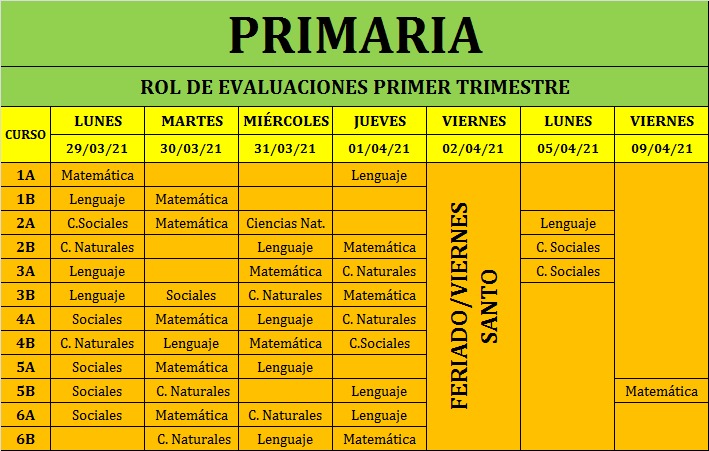 PRIMARIA
ROL DE EVALUACIONES PRIMER TRIMESTRE
CURSO LUNES MARTES MIÉRCOLES JUEVES VIERNES LUNES VIERNES
29/03/21 30/03/21 31/03/21 01/04/21 02/04/21 05/04/21 09/04/21
1A Matemática Lenguaje
1B Lenguaje Matemática
2A C.Sociales Matemática Ciencias Nat. Lenguaje
2B C. Naturales Lenguaje Matemática C. Sociales
3A Lenguaje Matemática C. Naturales C. Sociales
3B Lenguaje Sociales C. Naturales Matemática
4A Sociales Matemática Lenguaje C. Naturales
4B C. Naturales Lenguaje Matemática C.Sociales
5A Sociales Matemática Lenguaje
5B Sociales C. Naturales Lenguaje Matemática
6A Sociales Matemática C. Naturales Lenguaje
6B C. Naturales Lenguaje Matemática
FERIADO/VIERNES
SANTO